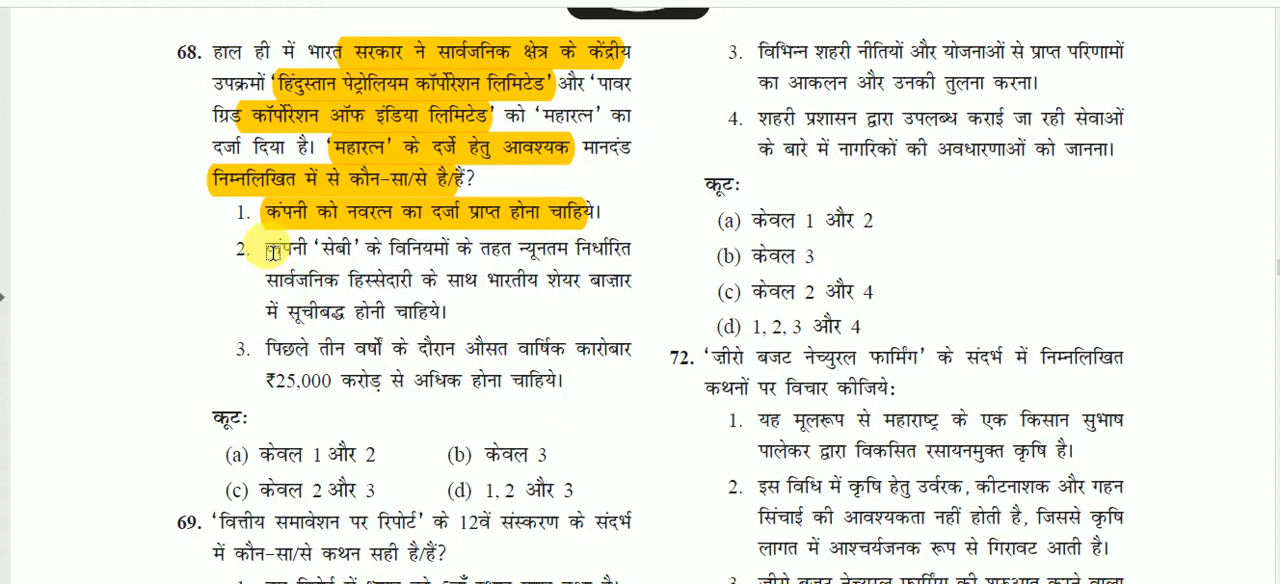 68. हाल ही में भारत सरकार ने सार्वजनिक क्षेत्र के केंद्रीय
उपक्रमों 'हिंदुस्तान पेट्रोलियम कॉर्पोरेशन लिमिटेड' और 'पावर
ग्रिड कॉर्पोरेशन ऑफ इंडिया लिमिटेड' को 'महारत्न' का
दर्जा दिया है। 'महारत्न' के दर्जे हेतु आवश्यक मानदंड
निम्नलिखित में से कौन-सा/से है/हैं?
1. कंपनी को नवरत्न का दर्जा प्राप्त होना चाहिये।
2. कंपनी 'सेबी' के विनियमों के तहत न्यूनतम निर्धारित
सार्वजनिक हिस्सेदारी के साथ भारतीय शेयर बाज़ार
में सूचीबद्ध होनी चाहिये।
3. पिछले तीन वर्षों के दौरान औसत वार्षिक कारोबार
₹25,000 करोड़ से अधिक होना चाहिये।
कूटः
(a) केवल 1 और 2 (b) केवल 3
(c) केवल 2 और 3 (d) 1, 2 और 3
69. 'वित्तीय समावेशन पर रिपोर्ट' के 12वें संस्करण के संदर्भ
में कौन-सा/से कथन सही है/हैं?
3. विभिन्न शहरी नीतियों और योजनाओं से प्राप्त परिणामों
का आकलन और उनकी तुलना करना।
4. शहरी प्रशासन द्वारा उपलब्ध कराई जा रही सेवाओं
के बारे में नागरिकों की अवधारणाओं को जानना।
कूटः
(a) केवल 1 और 2
(b) केवल 3
(c) केवल 2 और 4
(d) 1, 2, 3 और 4
72. 'ज़ीरो बजट नेच्युरल फार्मिंग' के संदर्भ में निम्नलिखित
कथनों पर विचार कीजिये:
1. यह मूलरूप से महाराष्ट्र के एक किसान सुभाष
पालेकर द्वारा विकसित रसायनमुक्त कृषि है।
2. इस विधि में कृषि हेतु उर्वरक, कीटनाशक और गहन
सिंचाई की आवश्यकता नहीं होती है, जिससे कृषि
लागत में आश्चर्यजनक रूप से गिरावट आती है।
3. ज़ीरो बजट नेच्युरल फार्मिंग की शुरुआत करने वाला